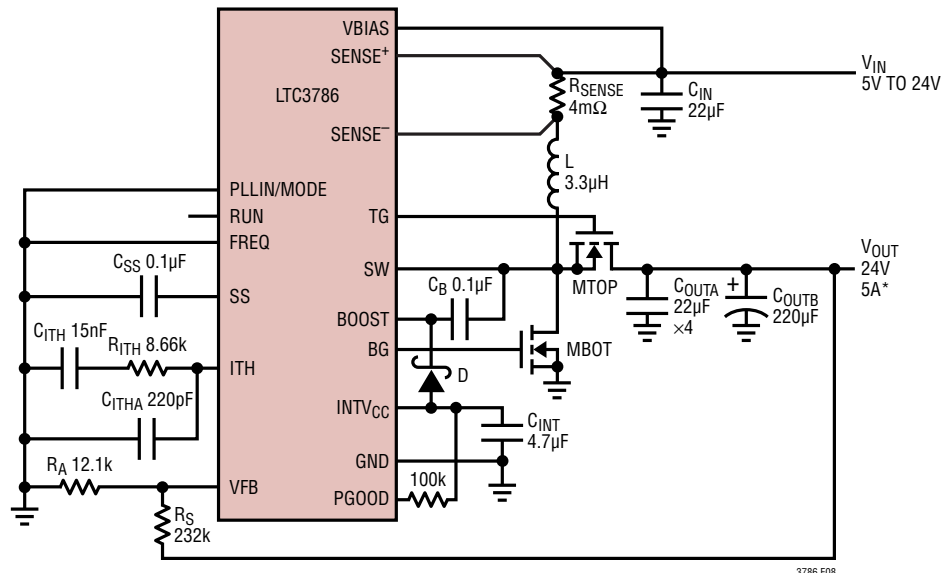 VBIAS
SENSE+
LTC3786
SENSE–
PLLIN/MODE
RUN
FREQ
SS
ITH
VFB
TG
SW
BOOST
BG
INTVCC
GND
PGOOD
CSS 0.1µF
CITH 15nF
RITH 8.66k
CITHA 220pF
RA 12.1k
RS
232k
RSENSE
4mΩ
CIN
22µF
VIN
5V TO 24V
L
3.3µH
MTOP
CB 0.1µF
MBOT
D
CINT
4.7µF
100k
COUTA
22µF
×4
+
COUTB
220µF
VOUT
24V
5A*
3786 F08